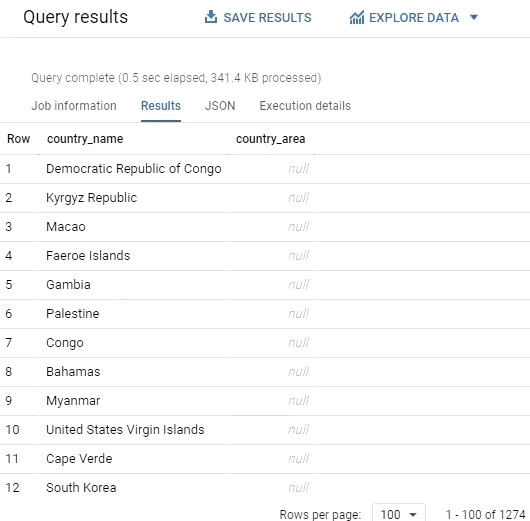 Query results SAVE RESULTS EXPLORE DATA
Query complete (0.5 sec elapsed, 341.4 KB processed)
Job information Results JSON Execution details
Row country_name country_area
1 Democratic Republic of Congo null
2 Kyrgyz Republic null
3 Macao null
4 Faeroe Islands null
5 Gambia null
6 Palestine null
7 Congo null
8 Bahamas null
9 Myanmar null
10 United States Virgin Islands null
11 Cape Verde null
12 South Korea null
Rows per page: 100 1 - 100 of 1274